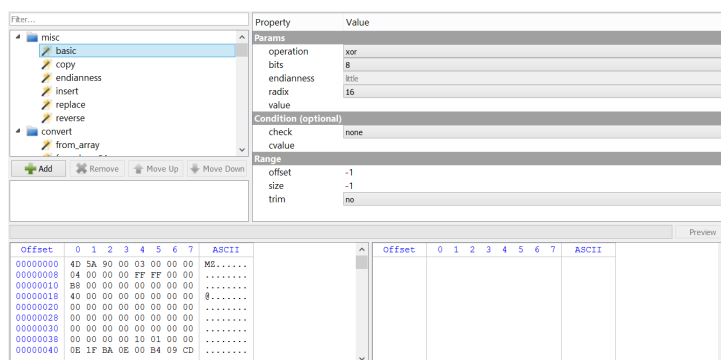 Filter...
misc
basic
copy
endianness
insert
replace
reverse
convert
from_array
Add Remove Move Up Move Down
Property Value
Params
operation xor
bits 8
endianness little
radix 16
value
Condition (optional)
check none
cvalue
Range
offset -1
size -1
trim no
Preview
Offset 0 1 2 3 4 5 6 7 ASCII
00000000 4D 5A 90 00 03 00 00 00 MZ......
00000008 04 00 00 00 FF FF 00 00 ........
00000010 B8 00 00 00 00 00 00 00 ........
00000018 40 00 00 00 00 00 00 00 @.......
00000020 00 00 00 00 00 00 00 00 ........
00000028 00 00 00 00 00 00 00 00 ........
00000030 00 00 00 00 00 00 00 00 ........
00000038 00 00 00 00 10 01 00 00 ........
00000040 0E 1F BA 0E 00 B4 09 CD ........
Offset 0 1 2 3 4 5 6 7 ASCII